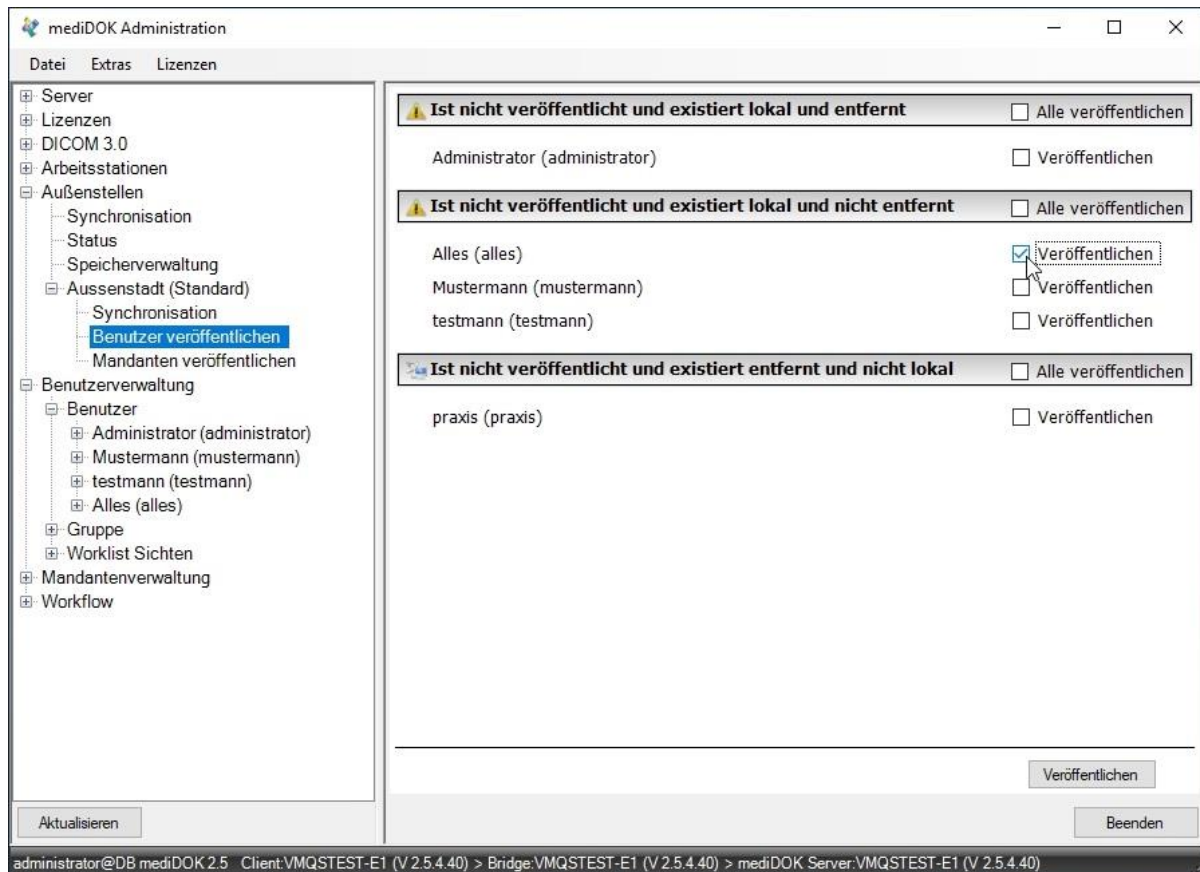 mediDOK Administration
Datei Extras Lizenzen
Server
Lizenzen
DICOM 3.0
Arbeitsstationen
Außenstellen
Synchronisation
Status
Speicherverwaltung
Aussenstadt (Standard)
Synchronisation
Benutzer veröffentlichen
Mandanten veröffentlichen
Benutzerverwaltung
Benutzer
Administrator (administrator)
Mustermann (mustermann)
testmann (testmann)
Alles (alles)
Gruppe
Worklist Sichten
Mandantenverwaltung
Workflow
Aktualisieren
Ist nicht veröffentlicht und existiert lokal und entfernt Alle veröffentlichen
Administrator (administrator) Veröffentlichen
Ist nicht veröffentlicht und existiert lokal und nicht entfernt Alle veröffentlichen
Alles (alles) Veröffentlichen
Mustermann (mustermann) Veröffentlichen
testmann (testmann) Veröffentlichen
Ist nicht veröffentlicht und existiert entfernt und nicht lokal Alle veröffentlichen
praxis (praxis) Veröffentlichen
Veröffentlichen
Beenden
administrator@DB mediDOK 2.5 Client:VMQSTEST-E1 (V 2.5.4.40) > Bridge:VMQSTEST-E1 (V 2.5.4.40) > mediDOK Server:VMQSTEST-E1 (V 2.5.4.40)